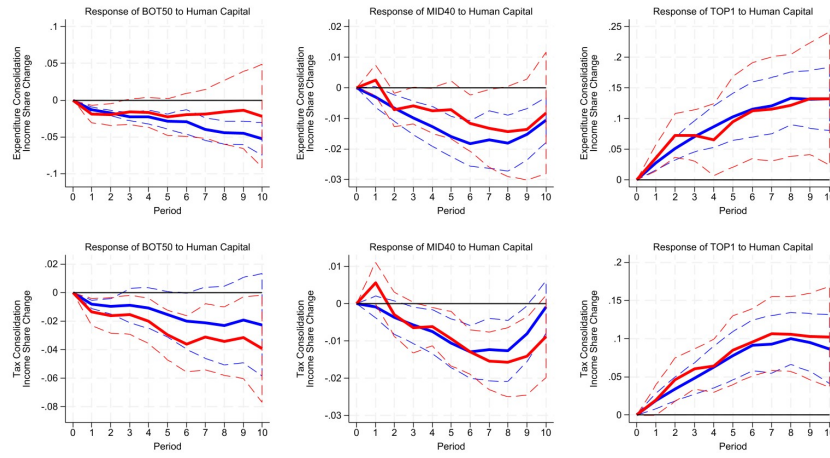 Response of BOT50 to Human Capital
Expenditure Consolidation
Income Share Change
.1
0
-.05
.1
0 1 2 3 4 5 6 7 8 9 10
Period
Response of MID40 to Human Capital
Expenditure Consolidation
Income Share Change
.02
.01
0
-.01
-.02
-.03
0 1 2 3 4 5 6 7 8 9 10
Period
Response of TOP1 to Human Capital
Expenditure Consolidation
Income Share Change
.25
.2
.15
.1
.05
0
0 1 2 3 4 5 6 7 8 9 10
Period
Response of BOT50 to Human Capital
Tax Consolidation
Income Share Change
.02
0
-.02
-.04
-.06
-.08
0 1 2 3 4 5 6 7 8 9 10
Period
Response of MID40 to Human Capital
Tax Consolidation
Income Share Change
.01
0
-.01
-.02
-.03
0 1 2 3 4 5 6 7 8 9 10
Period
Response of TOP1 to Human Capital
Tax Consolidation
Income Share Change
.2
.15
.1
.05
0
0 1 2 3 4 5 6 7 8 9 10
Period